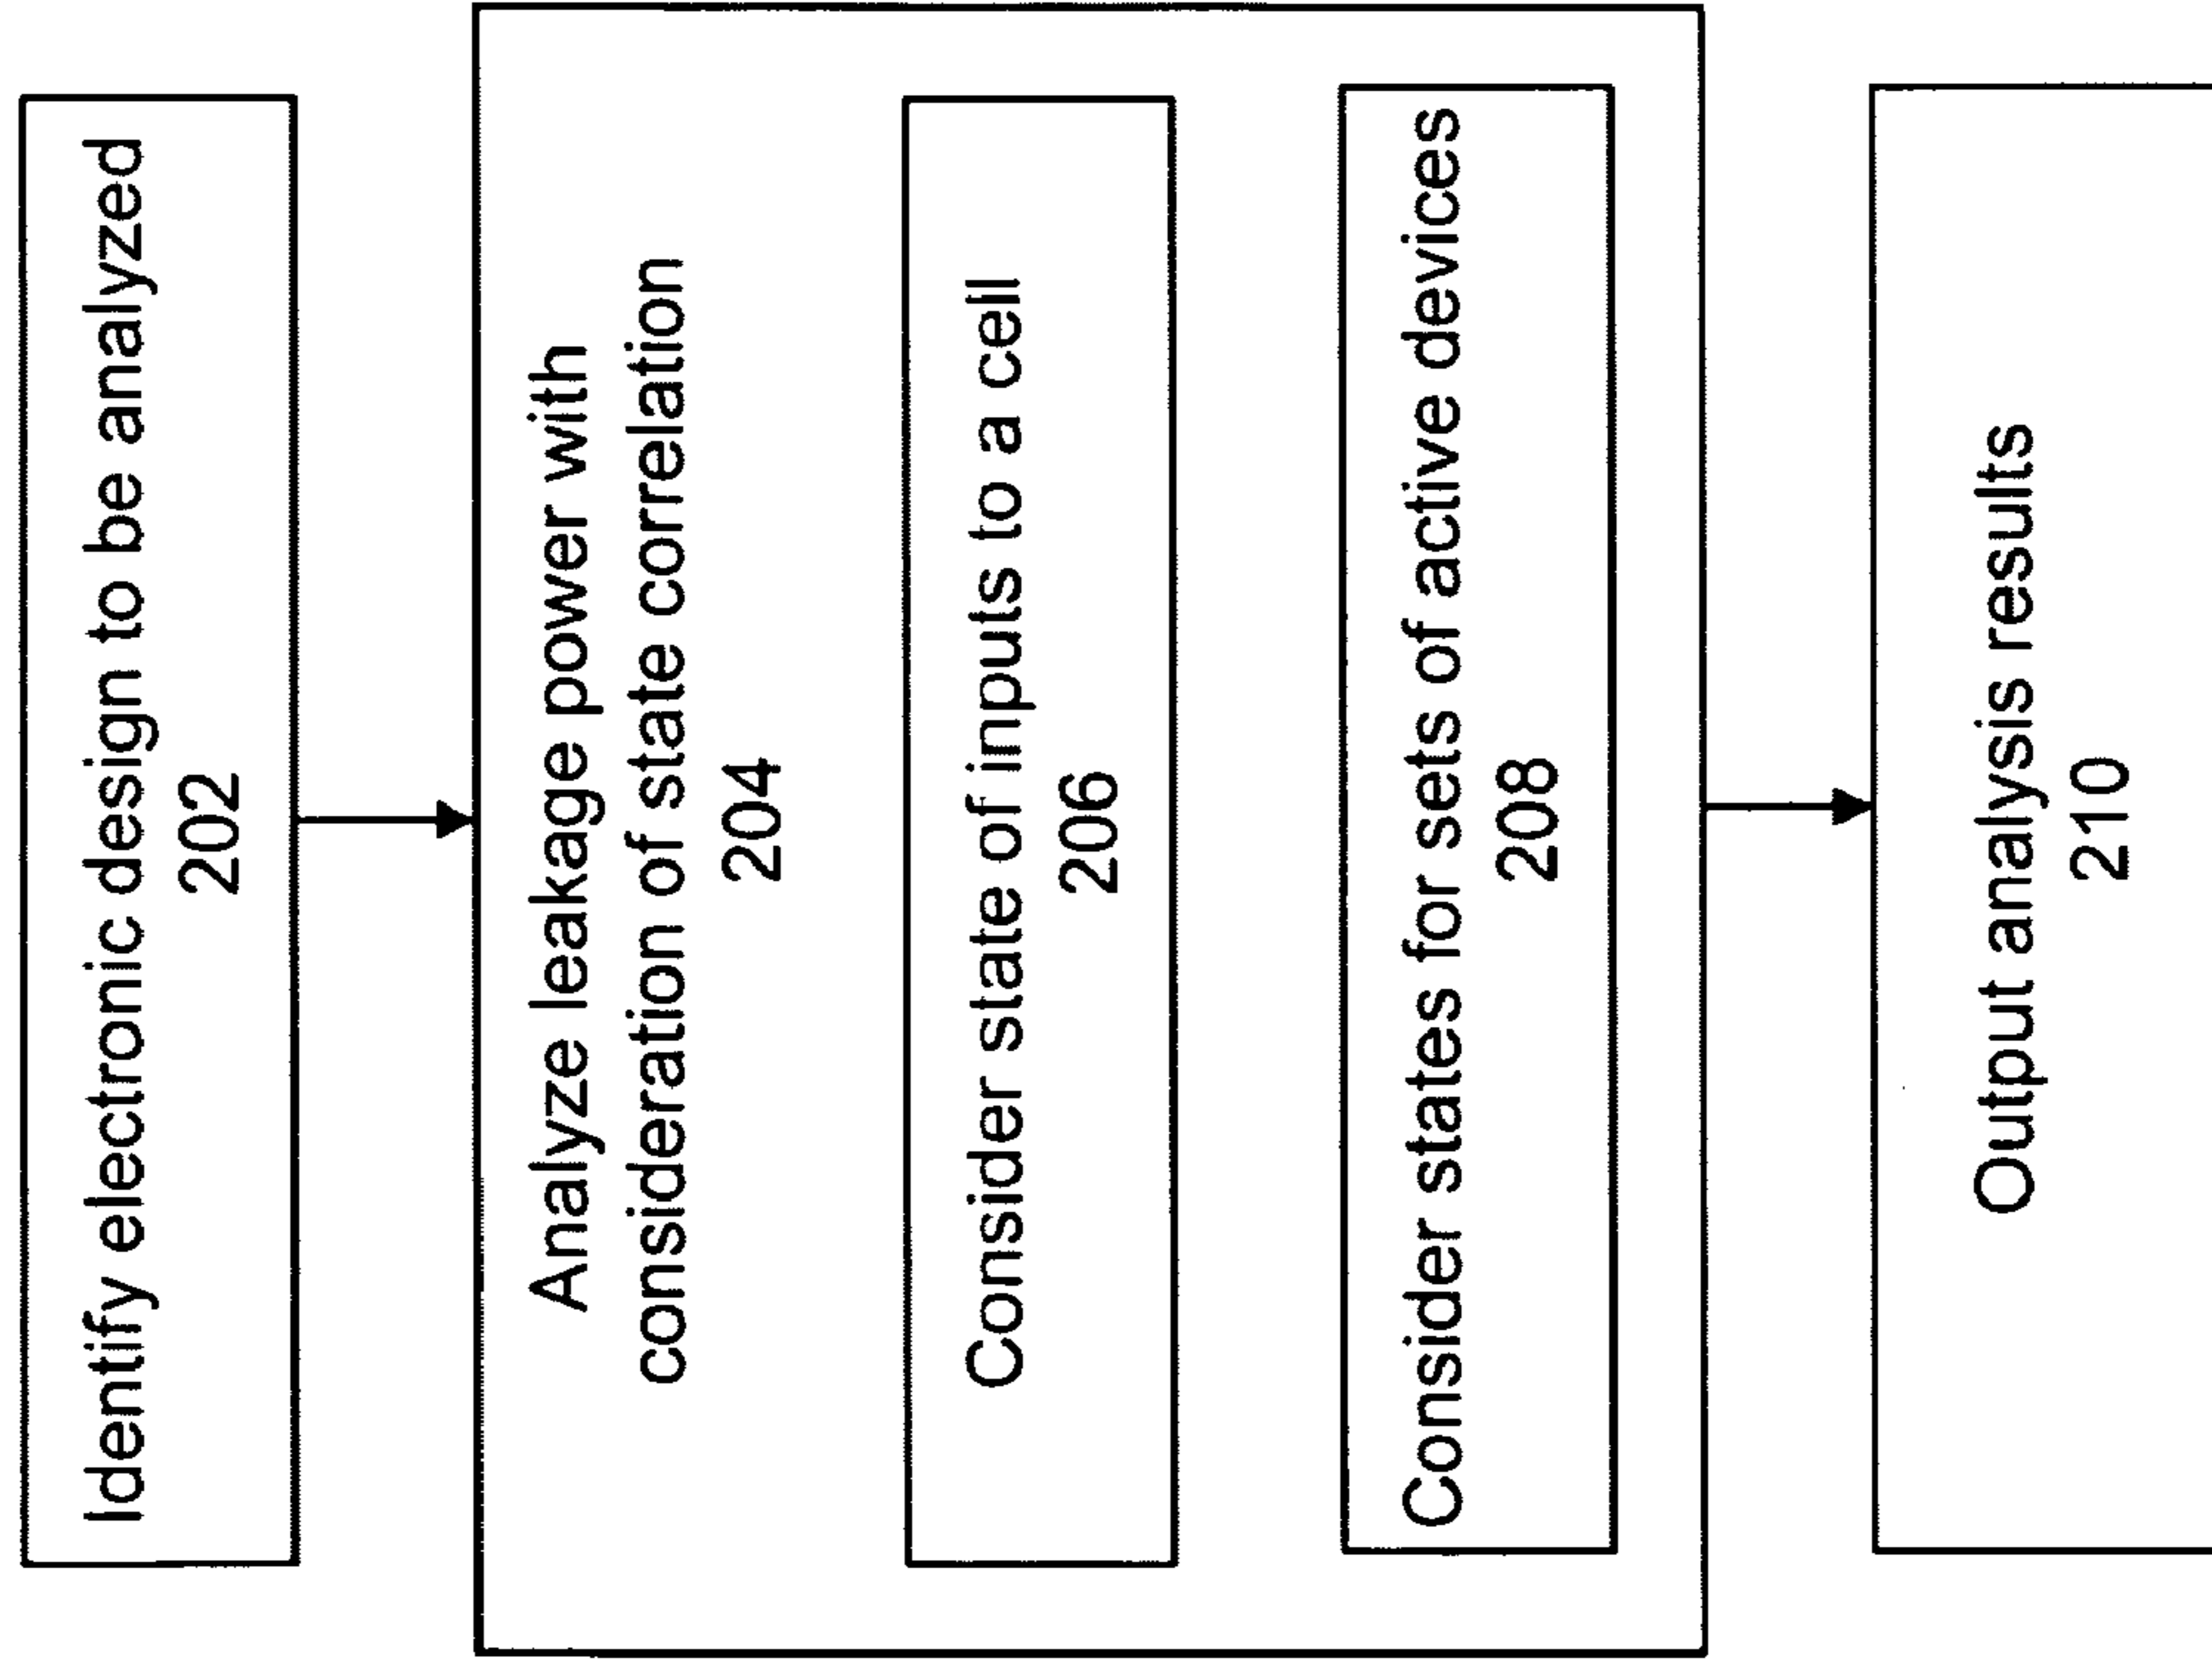 Identify electronic design to be analyzed
202
Analyze leakage power with
consideration of state correlation
204
Consider state of inputs to a cell
206
Consider states for sets of active devices
208
Output analysis results
210